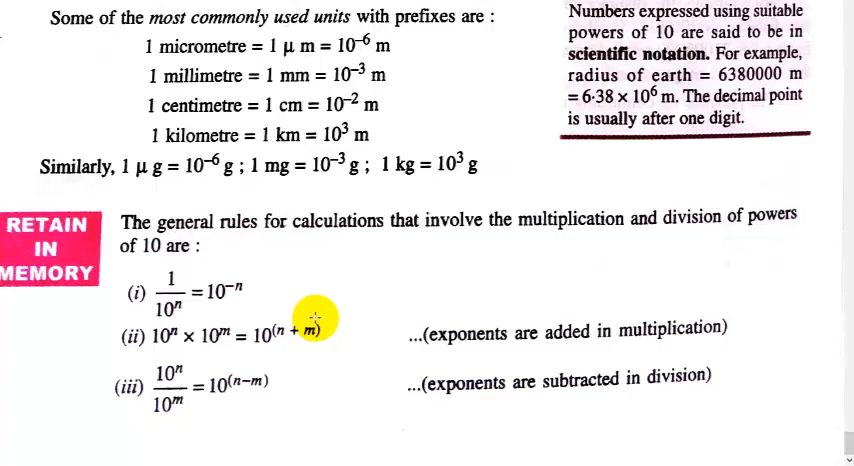 Some of the most commonly used units with prefixes are :
1 micrometre = 1 μ m = 10⁻⁶ m
1 millimetre = 1 mm = 10⁻³ m
1 centimetre = 1 cm = 10⁻² m
1 kilometre = 1 km = 10³ m
Similarly, 1 μ g = 10⁻⁶ g ; 1 mg = 10⁻³ g ; 1 kg = 10³ g
Numbers expressed using suitable
powers of 10 are said to be in
scientific notation. For example,
radius of earth = 6380000 m
= 6·38 × 10⁶ m. The decimal point
is usually after one digit.
RETAIN
IN
MEMORY
The general rules for calculations that involve the multiplication and division of powers
of 10 are :
(i) 1/10ⁿ = 10⁻ⁿ
(ii) 10ⁿ × 10ᵐ = 10⁽ⁿ ⁺ ᵐ⁾ ...(exponents are added in multiplication)
(iii) 10ⁿ/10ᵐ = 10⁽ⁿ⁻ᵐ⁾ ...(exponents are subtracted in division)